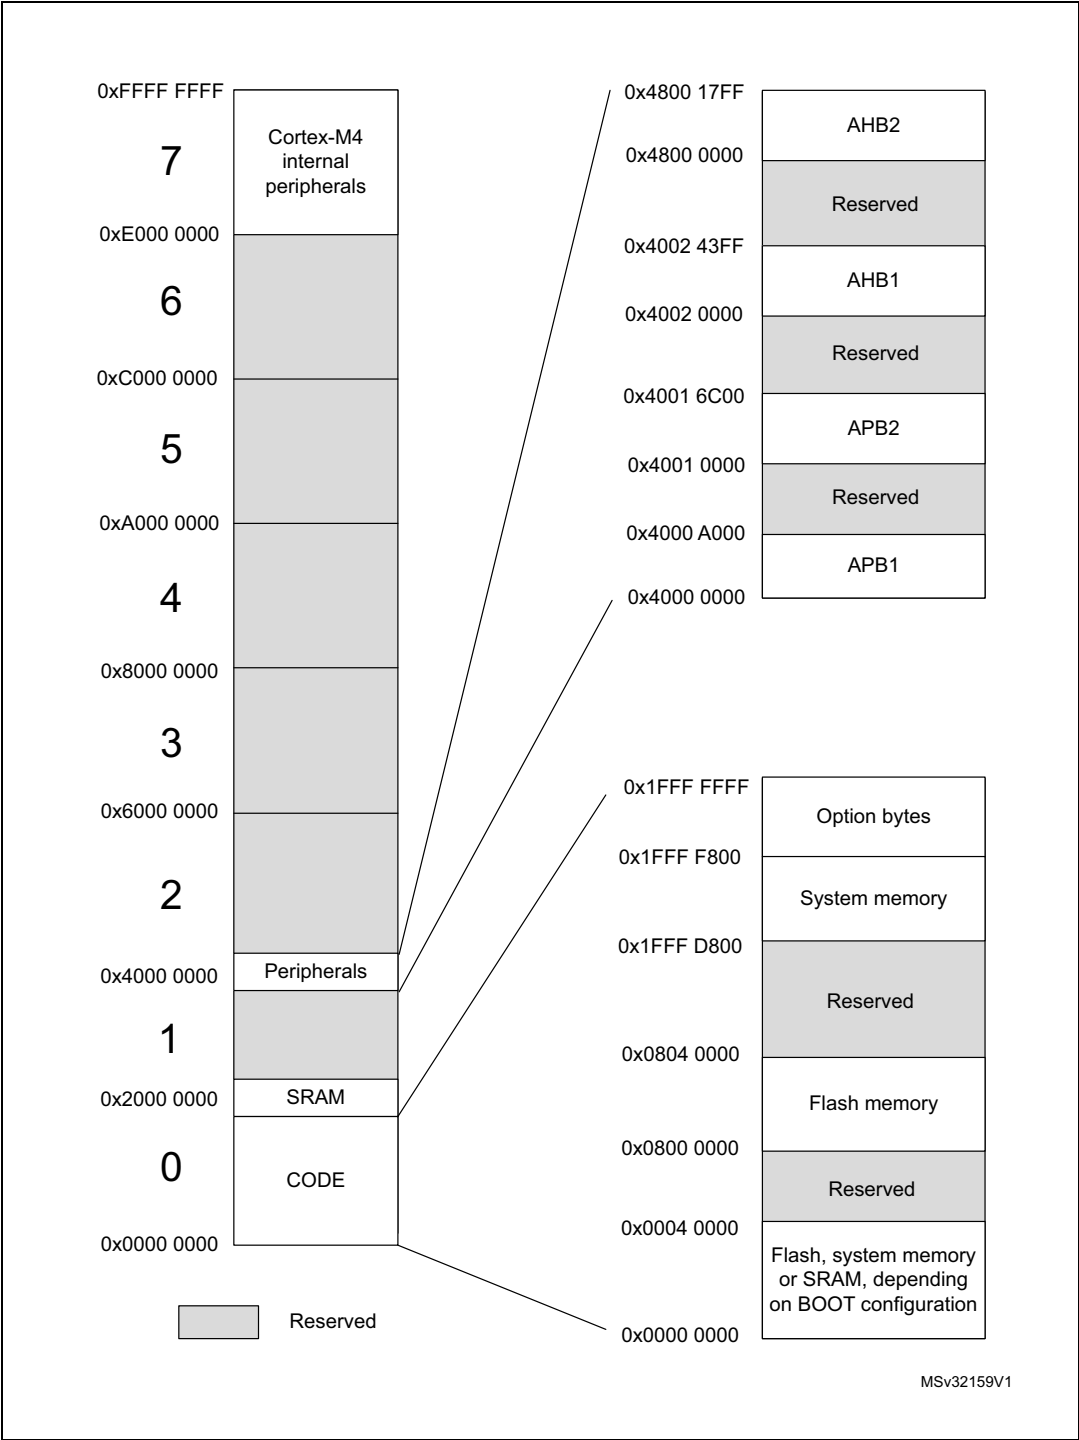 0xFFFF FFFF
7
Cortex-M4
internal
peripherals
0xE000 0000
6
0xC000 0000
5
0xA000 0000
4
0x8000 0000
3
0x6000 0000
2
0x4000 0000
Peripherals
1
0x2000 0000
SRAM
0
CODE
0x0000 0000
Reserved
0x4800 17FF
AHB2
0x4800 0000
Reserved
0x4002 43FF
AHB1
0x4002 0000
Reserved
0x4001 6C00
APB2
0x4001 0000
Reserved
0x4000 A000
APB1
0x4000 0000
0x1FFF FFFF
Option bytes
0x1FFF F800
System memory
0x1FFF D800
Reserved
0x0804 0000
Flash memory
0x0800 0000
Reserved
0x0004 0000
Flash, system memory
or SRAM, depending
on BOOT configuration
0x0000 0000
MSv32159V1